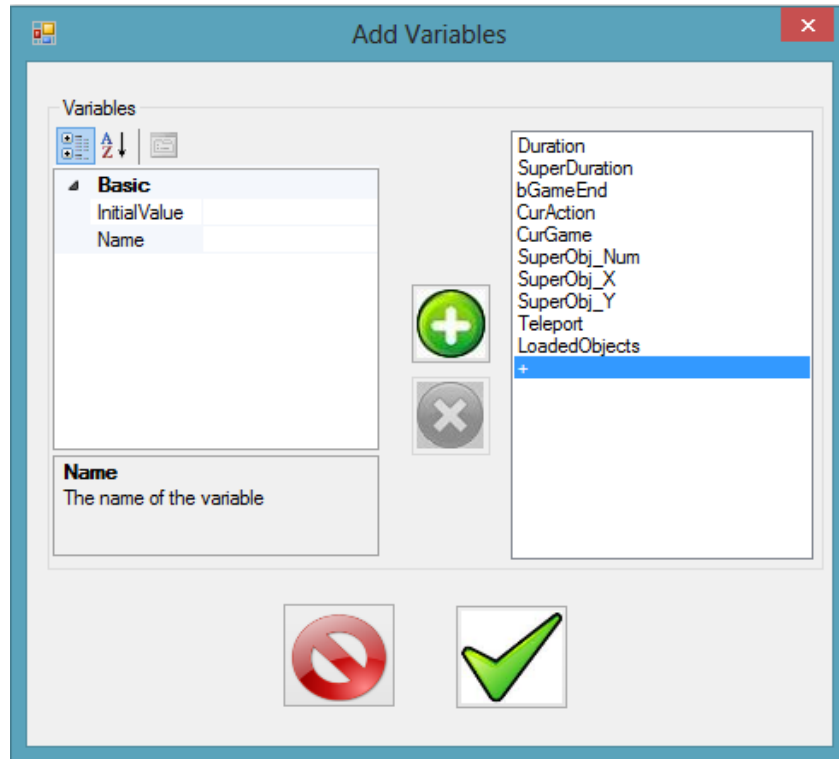 Add Variables
Variables
Basic
InitialValue
Name
Name
The name of the variable
Duration
SuperDuration
bGameEnd
CurAction
CurGame
SuperObj_Num
SuperObj_X
SuperObj_Y
Teleport
LoadedObjects
+